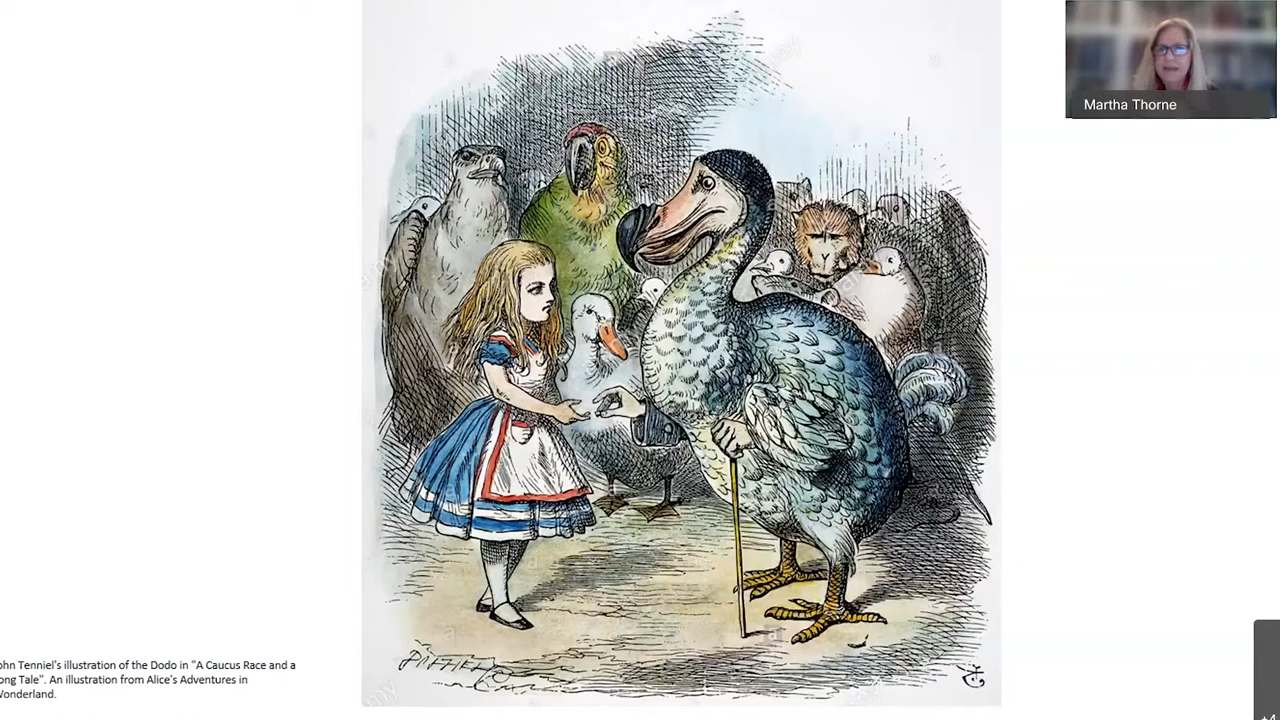 Martha Thorne
ohn Tenniel's illustration of the Dodo in "A Caucus Race and a
ong Tale". An illustration from Alice's Adventures in
Wonderland.